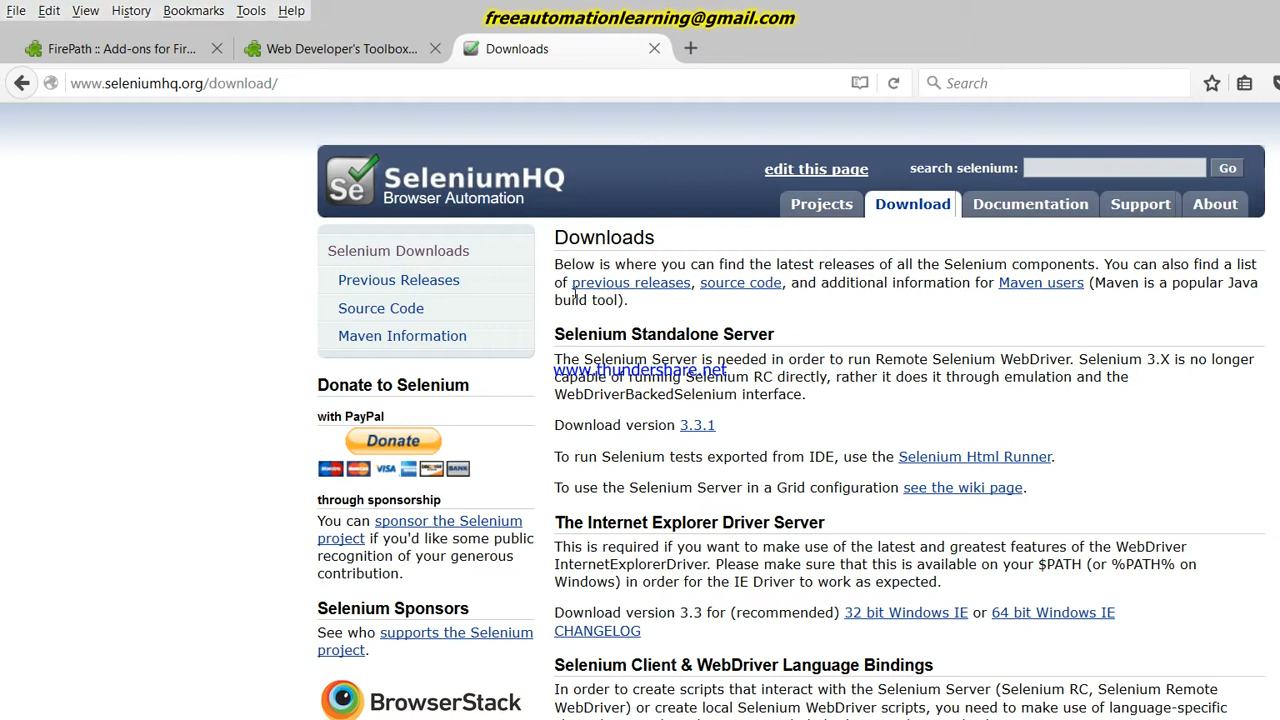 File Edit View History Bookmarks Tools Help
freeautomationlearning@gmail.com
FirePath :: Add-ons for Fir...
Web Developer's Toolbox...
Downloads
www.seleniumhq.org/download/
Search
Se
SeleniumHQ
Browser Automation
edit this page
search selenium:
Go
Projects
Download
Documentation
Support
About
Selenium Downloads
Previous Releases
Source Code
Maven Information
Donate to Selenium
with PayPal
Donate
VISA
BANK
through sponsorship
You can sponsor the Selenium
project if you'd like some public
recognition of your generous
contribution.
Selenium Sponsors
See who supports the Selenium
project.
BrowserStack
Downloads
Below is where you can find the latest releases of all the Selenium components. You can also find a list
of previous releases, source code, and additional information for Maven users (Maven is a popular Java
build tool).
Selenium Standalone Server
The Selenium Server is needed in order to run Remote Selenium WebDriver. Selenium 3.X is no longer
www.thundershare.net
capable of running Selenium RC directly, rather it does it through emulation and the
WebDriverBackedSelenium interface.
Download version 3.3.1
To run Selenium tests exported from IDE, use the Selenium Html Runner.
To use the Selenium Server in a Grid configuration see the wiki page.
The Internet Explorer Driver Server
This is required if you want to make use of the latest and greatest features of the WebDriver
InternetExplorerDriver. Please make sure that this is available on your $PATH (or %PATH% on
Windows) in order for the IE Driver to work as expected.
Download version 3.3 for (recommended) 32 bit Windows IE or 64 bit Windows IE
CHANGELOG
Selenium Client & WebDriver Language Bindings
In order to create scripts that interact with the Selenium Server (Selenium RC, Selenium Remote
WebDriver) or create local Selenium WebDriver scripts, you need to make use of language-specific